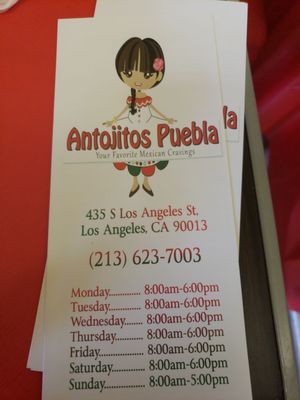 Antojitos Puebla
Your Favorite Mexican Cravings
435 S Los Angeles St,
Los Angeles, CA 90013
(213) 623-7003
Monday.............. 8:00am-6:00pm
Tuesday.............. 8:00am-6:00pm
Wednesday....... 8:00am-6:00pm
Thursday............ 8:00am-6:00pm
Friday.................. 8:00am-6:00pm
Saturday............. 8:00am-6:00pm
Sunday................ 8:00am-5:00pm
la